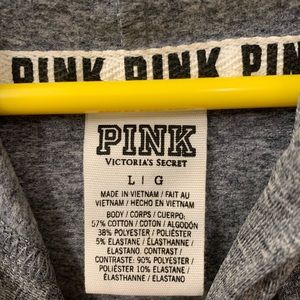 PINK PINK PIN
PINK
VICTORIA'S SECRET
L | G
MADE IN VIETNAM / FAIT AU
VIETNAM / HECHO EN VIETNAM
BODY / CORPS / CUERPO:
57% COTTON / COTON / ALGODÓN
38% POLYESTER / POLIÉSTER
5% ELASTANE / ÉLASTHANNE /
ELASTANO. CONTRAST /
CONTRASTE: 90% POLYESTER /
POLIÉSTER 10% ELASTANE /
ÉLASTHANNE / ELASTANO.